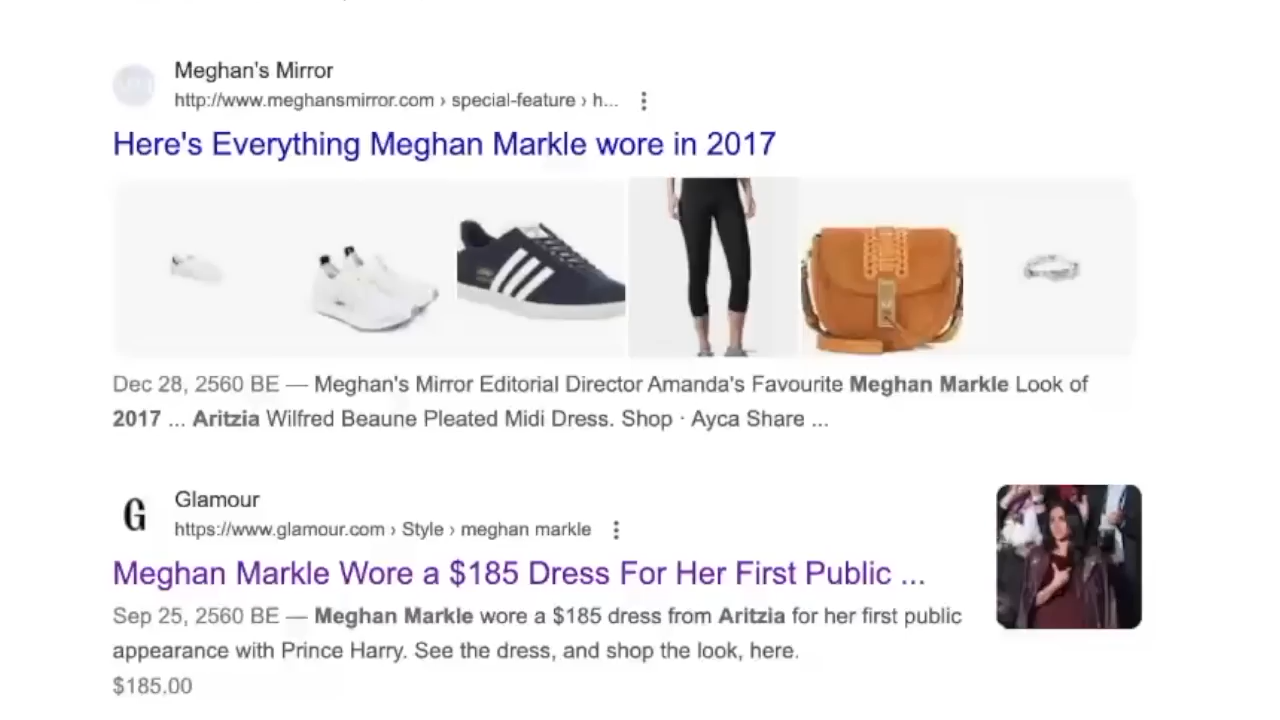 Meghan's Mirror
http://www.meghansmirror.com › special-feature › h...
Here's Everything Meghan Markle wore in 2017
Dec 28, 2560 BE — Meghan's Mirror Editorial Director Amanda's Favourite Meghan Markle Look of
2017 ... Aritzia Wilfred Beaune Pleated Midi Dress. Shop · Ayca Share ...
G
Glamour
https://www.glamour.com › Style › meghan markle
Meghan Markle Wore a $185 Dress For Her First Public ...
Sep 25, 2560 BE — Meghan Markle wore a $185 dress from Aritzia for her first public
appearance with Prince Harry. See the dress, and shop the look, here.
$185.00